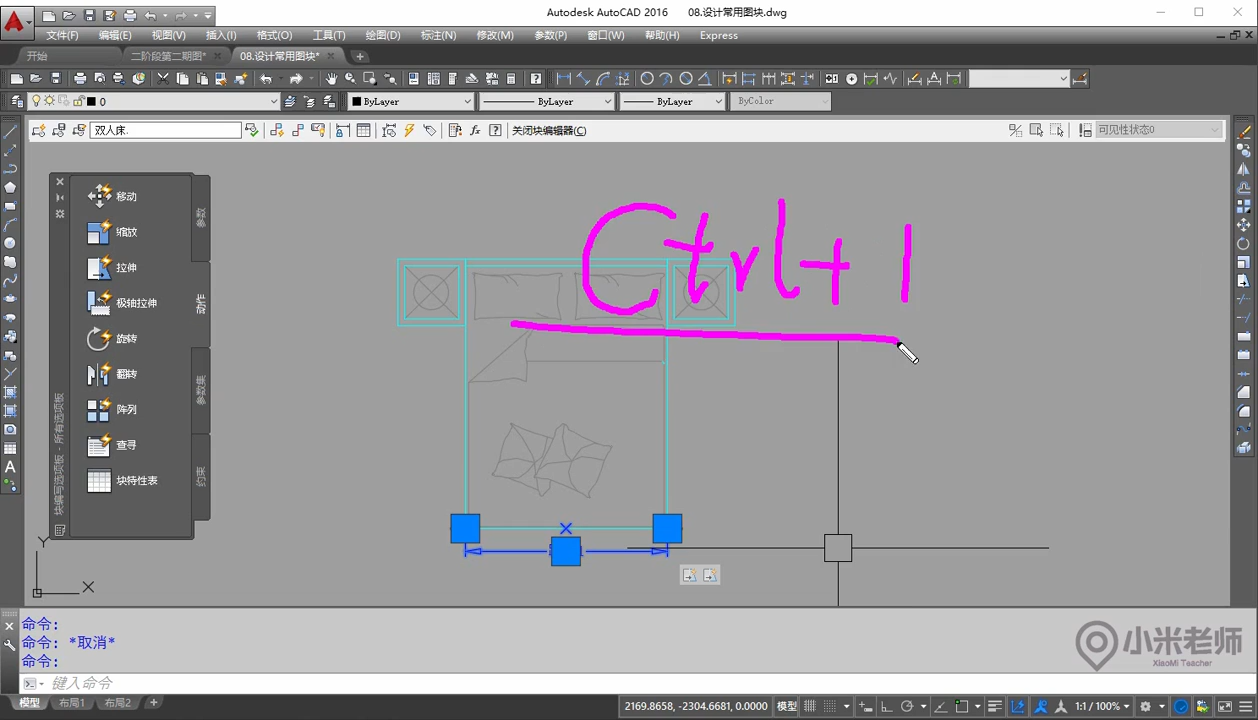 Autodesk AutoCAD 2016 08.设计常用图块.dwg
文件(F) 编辑(E) 视图(V) 插入(I) 格式(O) 工具(T) 绘图(D) 标注(N) 修改(M) 参数(P) 窗口(W) 帮助(H) Express
开始 二阶段第二期图* 08.设计常用图块*
0 ByLayer ByLayer ByLayer ByColor
双人床. fx 关闭块编辑器(C) 可见性状态0
移动
缩放
拉伸
极轴拉伸
旋转
翻转
阵列
查寻
块特性表
参数
动作
参数集
约束
块编写选项板 - 所有选项板
Ctrl+1
Y
X
命令:
命令: *取消*
命令:
键入命令
小米老师
XiaoMi Teacher
模型 布局1 布局2 +
2169.8658, -2304.6681, 0.0000 模型 1:1 / 100%